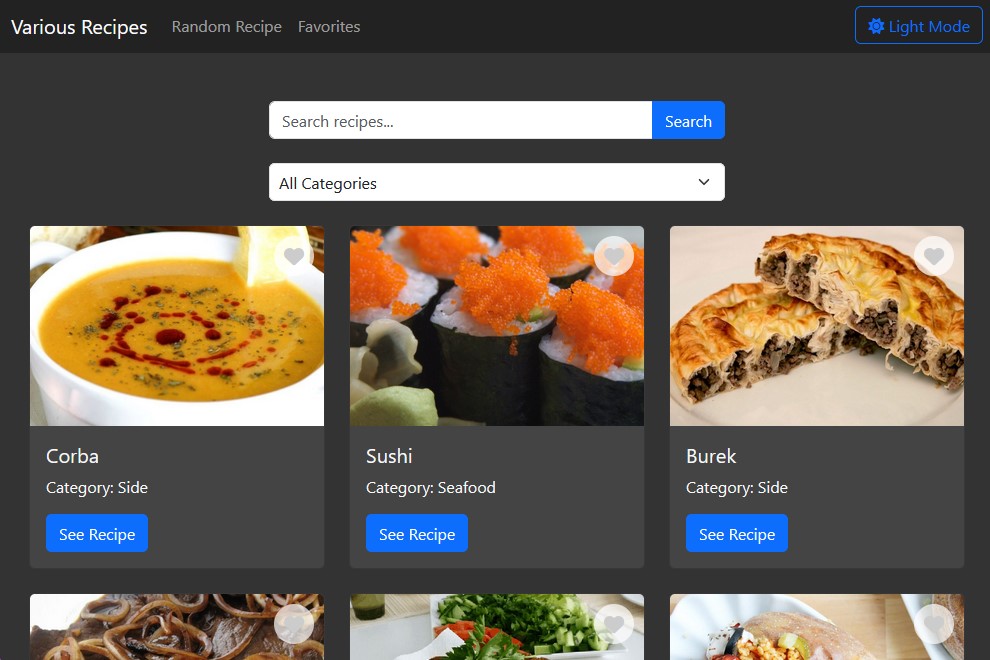 Various Recipes Random Recipe Favorites Light Mode
Search recipes... Search
All Categories
Corba Sushi Burek
Category: Side Category: Seafood Category: Side
See Recipe See Recipe See Recipe